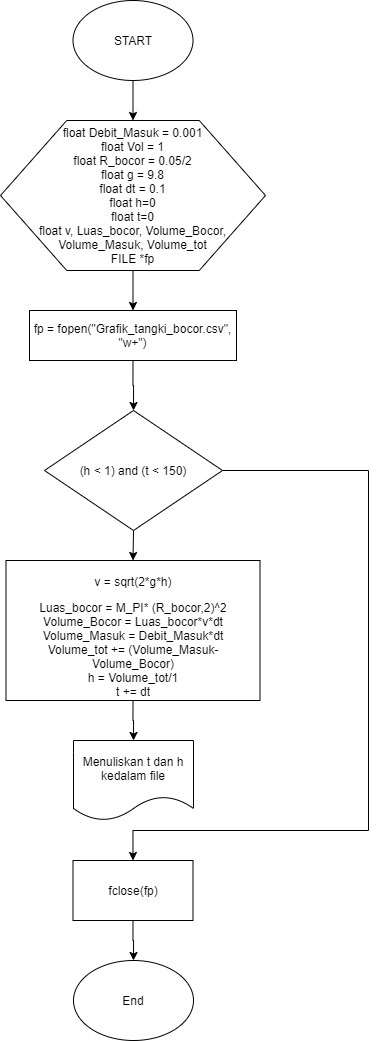 START
float Debit_Masuk = 0.001
float Vol = 1
float R_bocor = 0.05/2
float g = 9.8
float dt = 0.1
float h=0
float t=0
float v, Luas_bocor, Volume_Bocor,
Volume_Masuk, Volume_tot
FILE *fp
fp = fopen("Grafik_tangki_bocor.csv",
"w+")
(h < 1) and (t < 150)
v = sqrt(2*g*h)
Luas_bocor = M_PI* (R_bocor,2)^2
Volume_Bocor = Luas_bocor*v*dt
Volume_Masuk = Debit_Masuk*dt
Volume_tot += (Volume_Masuk-
Volume_Bocor)
h = Volume_tot/1
t += dt
Menuliskan t dan h
kedalam file
fclose(fp)
End